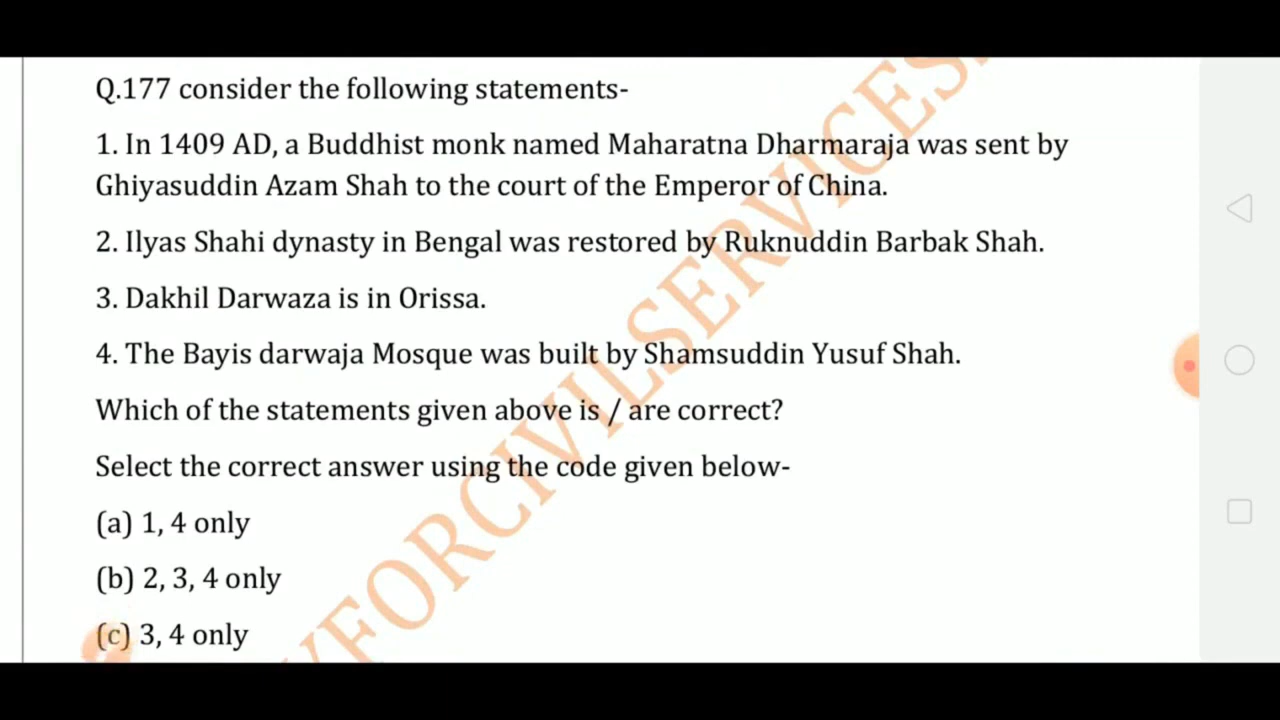 Q.177 consider the following statements-
1. In 1409 AD, a Buddhist monk named Maharatna Dharmaraja was sent by
Ghiyasuddin Azam Shah to the court of the Emperor of China.
2. Ilyas Shahi dynasty in Bengal was restored by Ruknuddin Barbak Shah.
3. Dakhil Darwaza is in Orissa.
4. The Bayis darwaja Mosque was built by Shamsuddin Yusuf Shah.
Which of the statements given above is / are correct?
Select the correct answer using the code given below-
(a) 1, 4 only
(b) 2, 3, 4 only
(c) 3, 4 only
YFORCIVILSERVICES